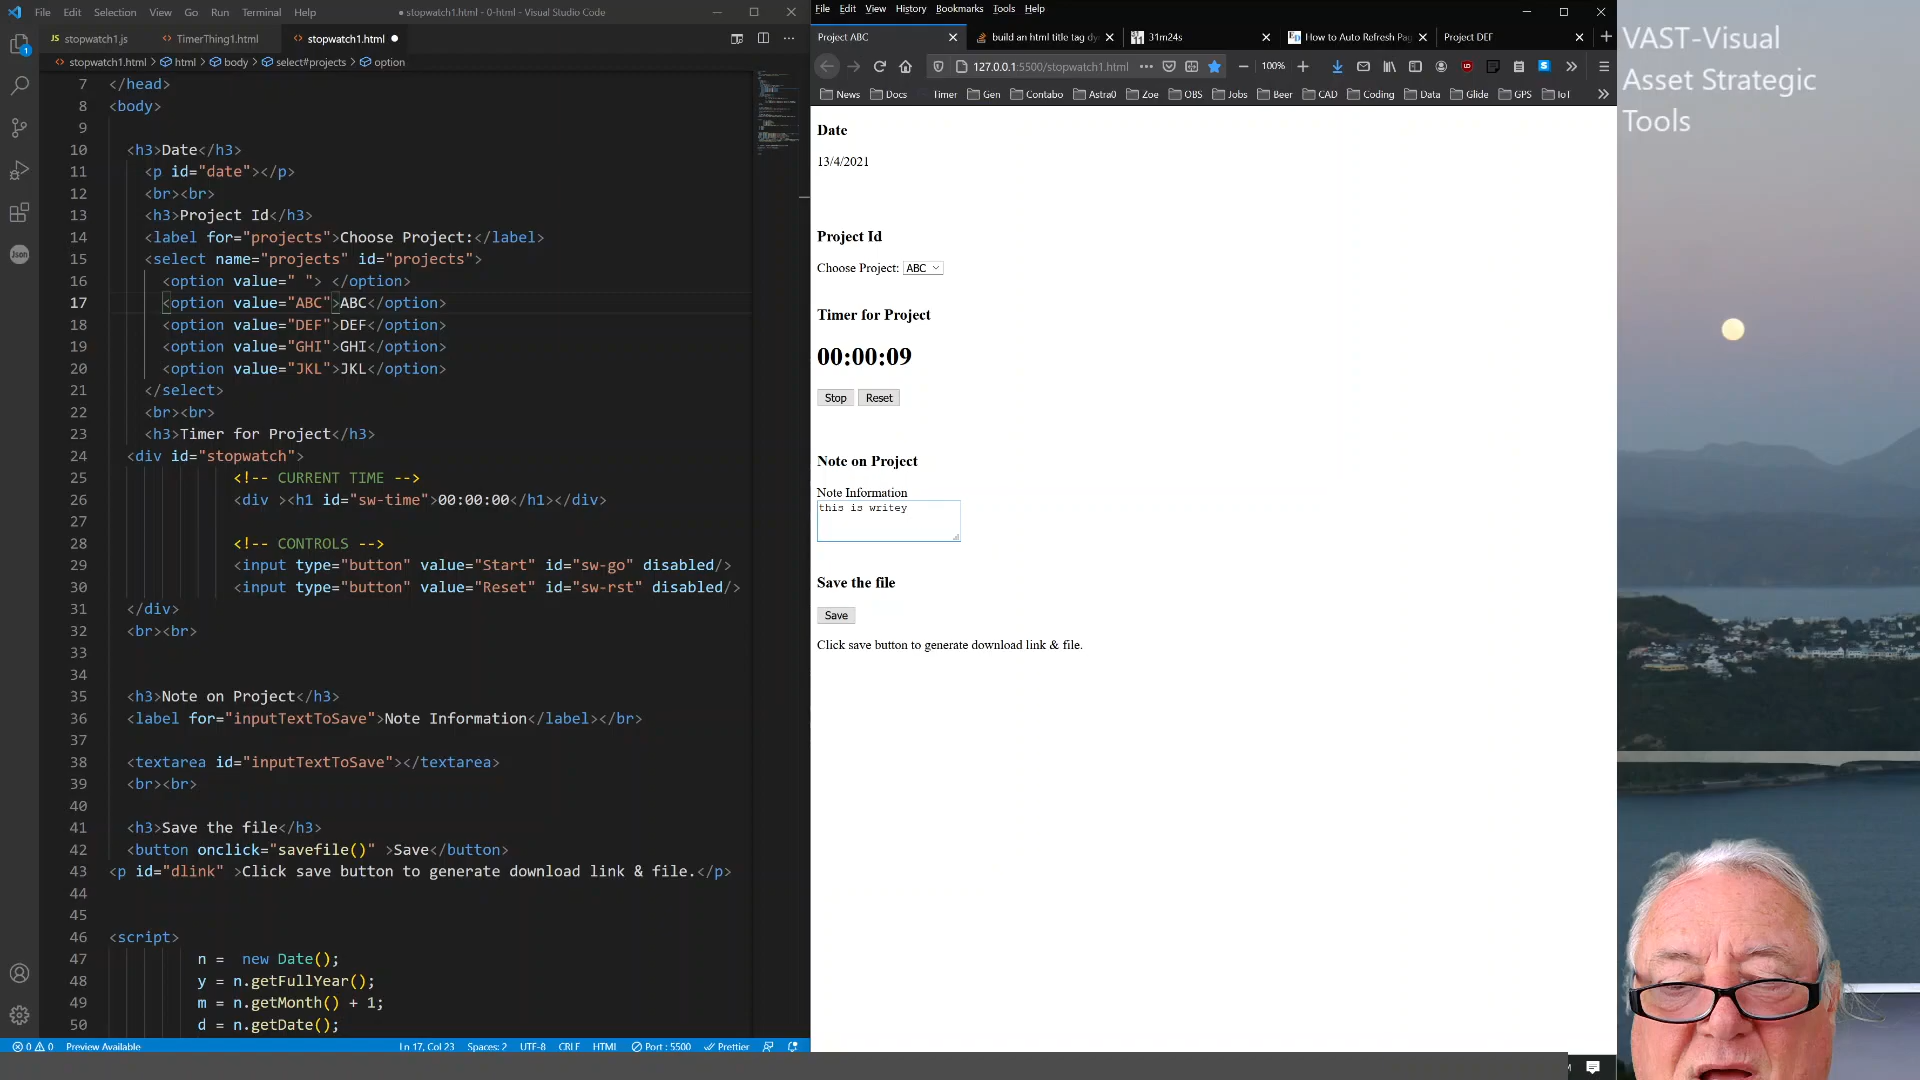 File Edit Selection View Go Run Terminal Help
● stopwatch1.html - 0-html - Visual Studio Code
JS stopwatch1.js
<> TimerThing1.html
<> stopwatch1.html ●
<> stopwatch1.html > html > body > select#projects > option
7 </head>
8 <body>
9
10 <h3>Date</h3>
11 <p id="date"></p>
12 <br><br>
13 <h3>Project Id</h3>
14 <label for="projects">Choose Project:</label>
15 <select name="projects" id="projects">
16 <option value=" "> </option>
17 <option value="ABC">ABC</option>
18 <option value="DEF">DEF</option>
19 <option value="GHI">GHI</option>
20 <option value="JKL">JKL</option>
21 </select>
22 <br><br>
23 <h3>Timer for Project</h3>
24 <div id="stopwatch">
25 <!-- CURRENT TIME -->
26 <div ><h1 id="sw-time">00:00:00</h1></div>
27
28 <!-- CONTROLS -->
29 <input type="button" value="Start" id="sw-go" disabled/>
30 <input type="button" value="Reset" id="sw-rst" disabled/>
31 </div>
32 <br><br>
33
34
35 <h3>Note on Project</h3>
36 <label for="inputTextToSave">Note Information</label></br>
37
38 <textarea id="inputTextToSave"></textarea>
39 <br><br>
40
41 <h3>Save the file</h3>
42 <button onclick="savefile()" >Save</button>
43 <p id="dlink" >Click save button to generate download link & file.</p>
44
45
46 <script>
47 n =  new Date();
48 y = n.getFullYear();
49 m = n.getMonth() + 1;
50 d = n.getDate();
1
Json
0 0 Preview Available
Ln 17, Col 23 Spaces: 2 UTF-8 CRLF HTML Port : 5500 Prettier
File Edit View History Bookmarks Tools Help
Project ABC
build an html title tag dy
31m24s
How to Auto Refresh Pag
Project DEF
127.0.0.1:5500/stopwatch1.html
100%
News Docs Timer Gen Contabo Astra0 Zoe OBS Jobs Beer CAD Coding Data Glide GPS IoT
Date
13/4/2021
Project Id
Choose Project: ABC
Timer for Project
00:00:09
Stop Reset
Note on Project
Note Information
this is writey
Save the file
Save
Click save button to generate download link & file.
VAST-Visual
Asset Strategic
Tools